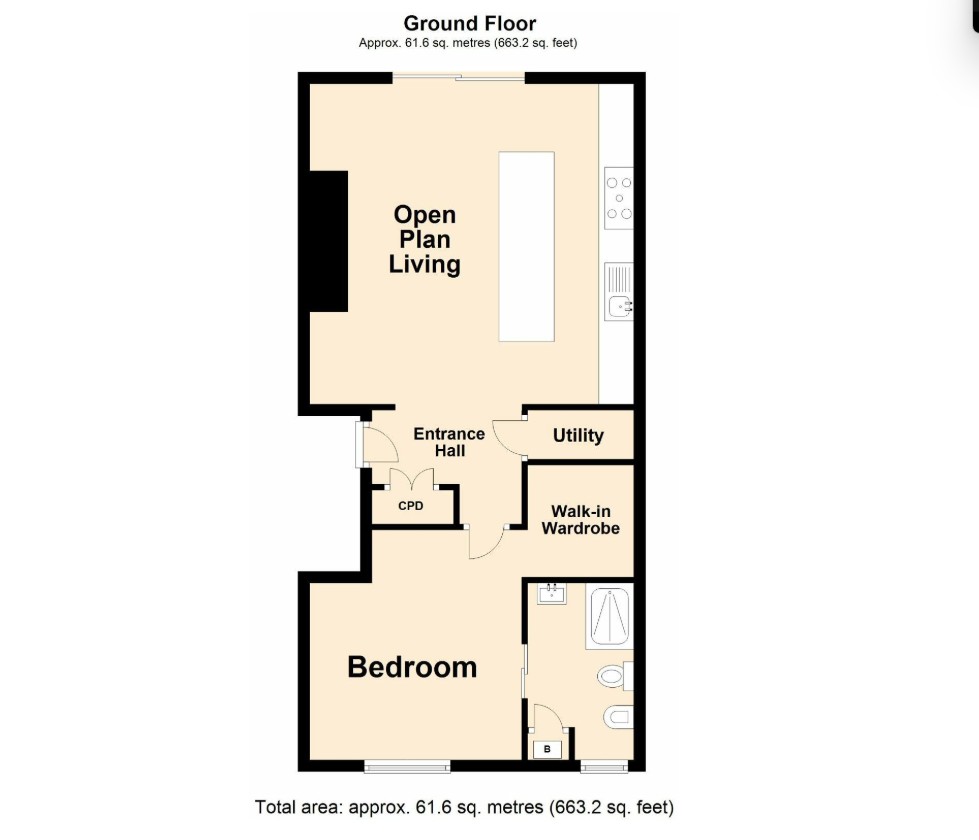 Ground Floor
Approx. 61.6 sq. metres (663.2 sq. feet)
Open
Plan
Living
Entrance
Hall
Utility
CPD
Walk-in
Wardrobe
Bedroom
B
Total area: approx. 61.6 sq. metres (663.2 sq. feet)